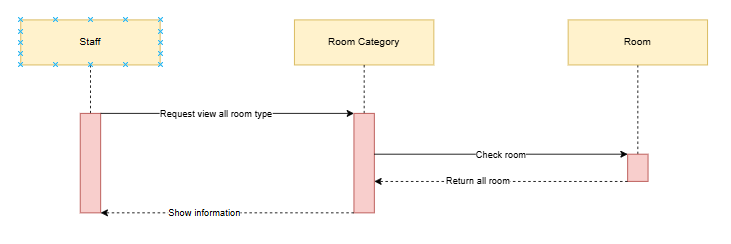 Staff
Room Category
Room
Request view all room type
Check room
Return all room
Show information